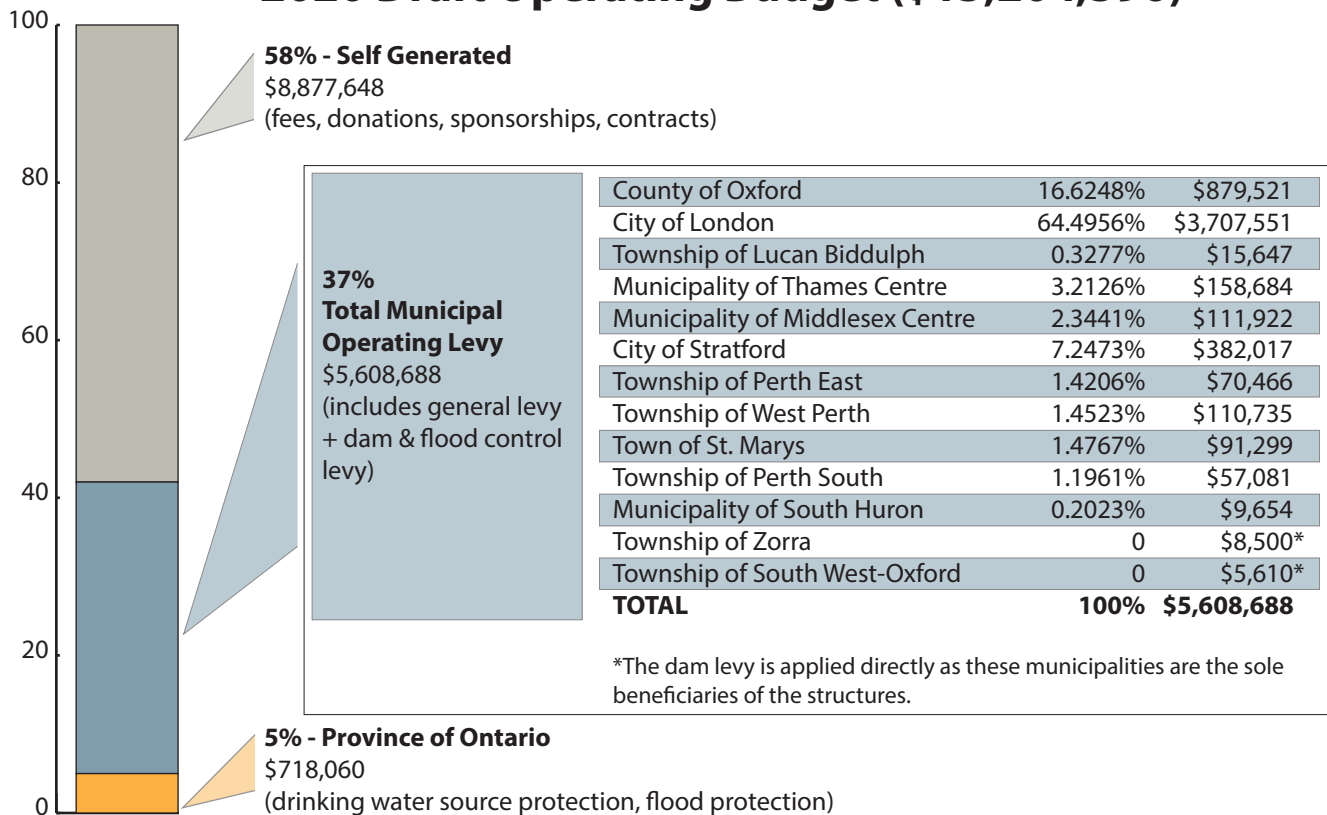 Draft Operating Budget
100
80
60
40
20
0
58% - Self Generated
$8,877,648
(fees, donations, sponsorships, contracts)
37%
Total Municipal
Operating Levy
$5,608,688
(includes general levy
+ dam & flood control
levy)
County of Oxford 16.6248% $879,521
City of London 64.4956% $3,707,551
Township of Lucan Biddulph 0.3277% $15,647
Municipality of Thames Centre 3.2126% $158,684
Municipality of Middlesex Centre 2.3441% $111,922
City of Stratford 7.2473% $382,017
Township of Perth East 1.4206% $70,466
Township of West Perth 1.4523% $110,735
Town of St. Marys 1.4767% $91,299
Township of Perth South 1.1961% $57,081
Municipality of South Huron 0.2023% $9,654
Township of Zorra 0 $8,500*
Township of South West-Oxford 0 $5,610*
TOTAL 100% $5,608,688
*The dam levy is applied directly as these municipalities are the sole
beneficiaries of the structures.
5% - Province of Ontario
$718,060
(drinking water source protection, flood protection)